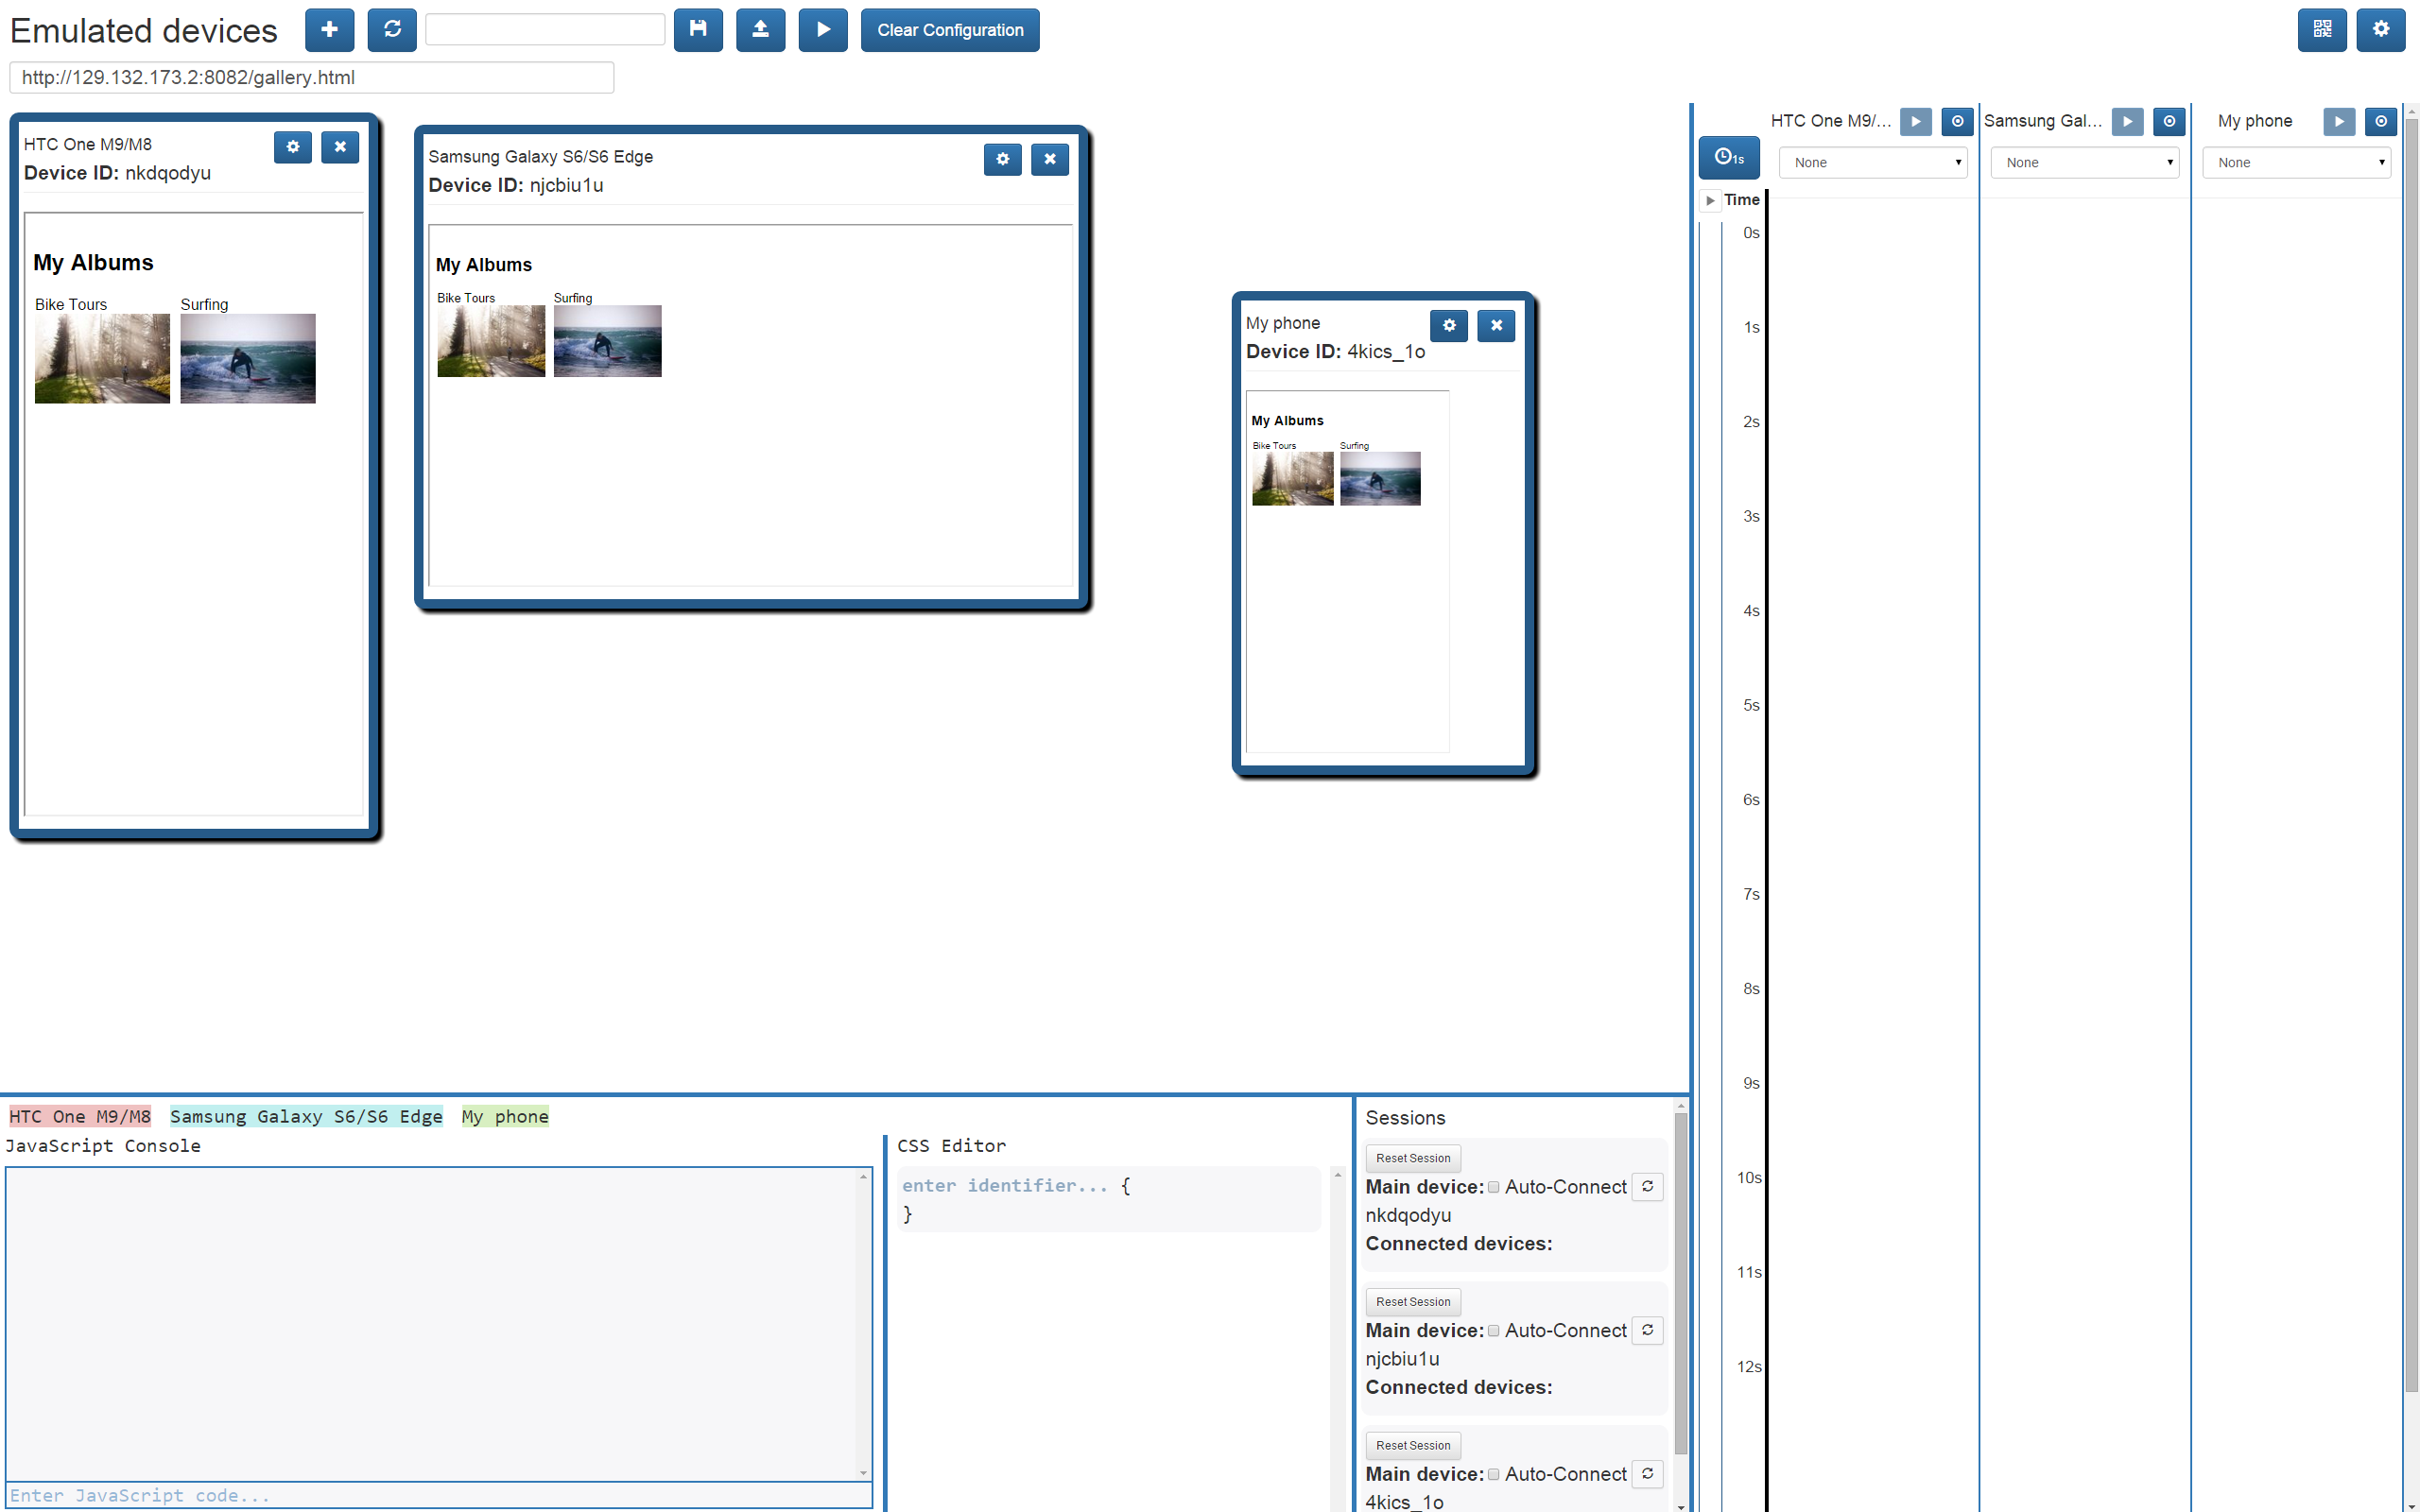 Emulated devices
Clear Configuration
http://129.132.173.2:8082/gallery.html
HTC One M9/M8
Device ID: nkdqodyu
My Albums
Bike Tours Surfing
Samsung Galaxy S6/S6 Edge
Device ID: njcbiu1u
My Albums
Bike Tours Surfing
My phone
Device ID: 4kics_1o
My Albums
Bike Tours Surfing
HTC One M9/... Samsung Gal... My phone
1s None None None
Time
0s
1s
2s
3s
4s
5s
6s
7s
8s
9s
10s
11s
12s
HTC One M9/M8 Samsung Galaxy S6/S6 Edge My phone
JavaScript Console
Enter JavaScript code...
CSS Editor
enter identifier... {
}
Sessions
Reset Session
Main device: Auto-Connect
nkdqodyu
Connected devices:
Reset Session
Main device: Auto-Connect
njcbiu1u
Connected devices:
Reset Session
Main device: Auto-Connect
4kics_1o